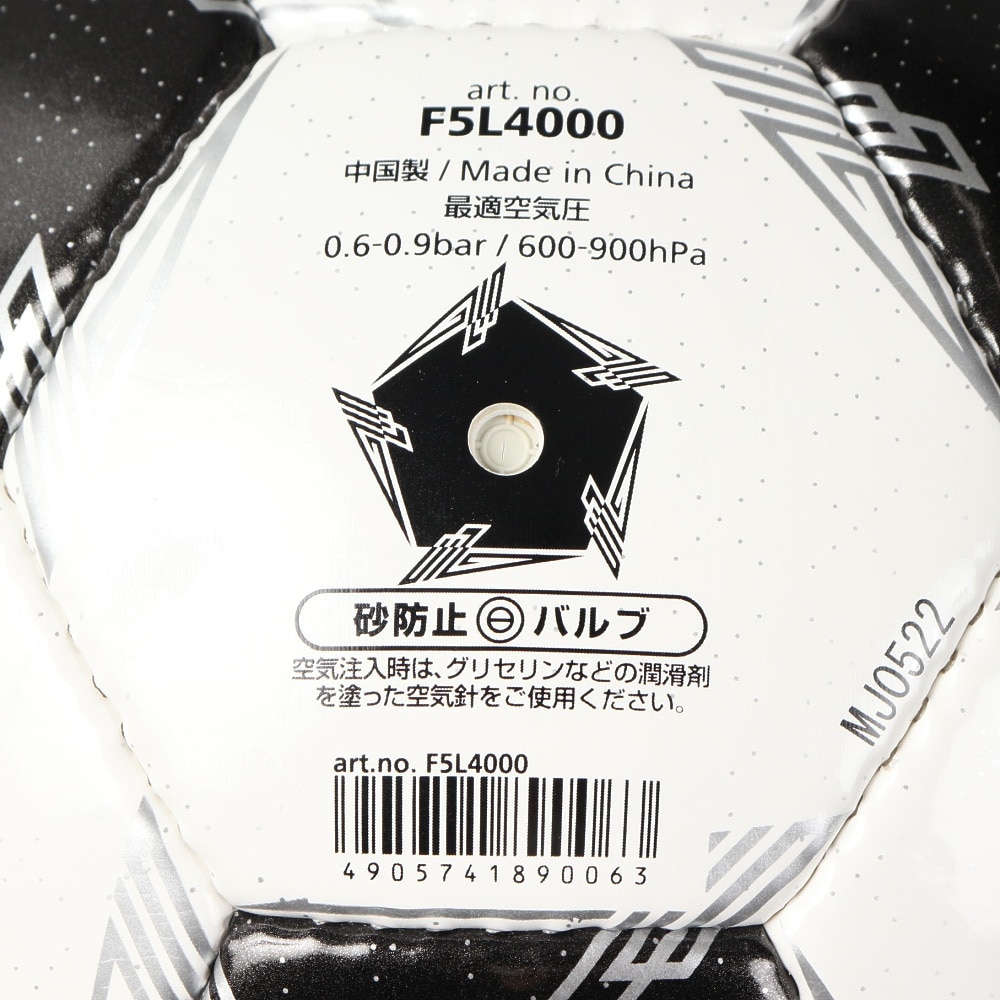 art. no.
F5L4000
中国製 / Made in China
最適空気圧
0.6-0.9bar / 600-900hPa
砂防止 バルブ
空気注入時は、グリセリンなどの潤滑剤
を塗った空気針をご使用ください。
MJ0522
art.no. F5L4000
4905741890063